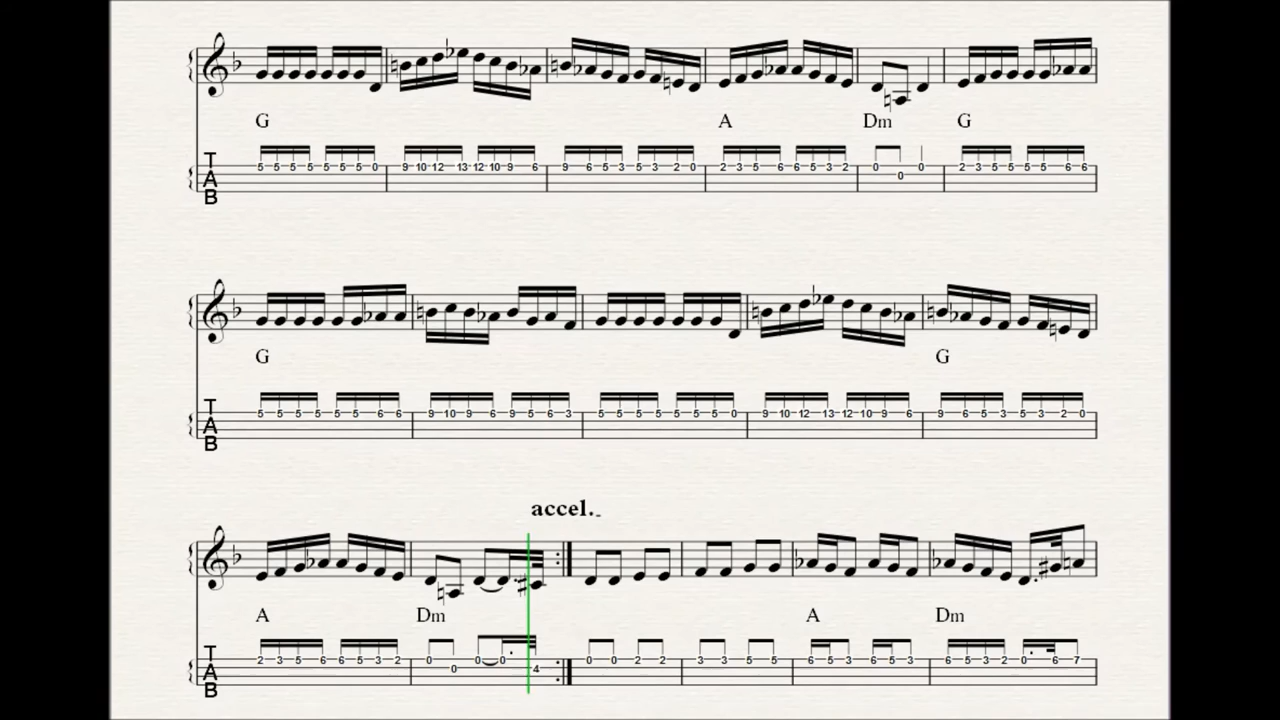 G A Dm G
T 5 5 5 5 5 5 5 0 9 10 12 13 12 10 9 6 9 6 5 3 5 3 2 0 2 3 5 6 6 5 3 2 0 0 2 3 5 5 5 5 6 6
A 0
B
G G
T 5 5 5 5 5 5 6 6 9 10 9 6 9 5 6 3 5 5 5 5 5 5 5 0 9 10 12 13 12 10 9 6 9 6 5 3 5 3 2 0
A
B
accel.
A Dm A Dm
T 2 3 5 6 6 5 3 2 0 0 0 0 0 2 2 3 3 5 5 6 5 3 6 5 3 6 5 3 2 0 6 7
A 0 4
B